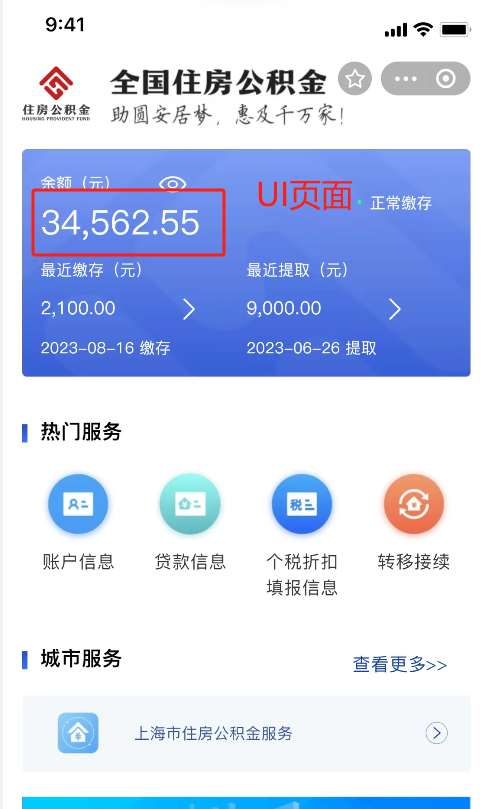 9:41
住房公积金
HOUSING PROVIDENT FUND
全国住房公积金
助圆安居梦，惠及千万家！
余额（元）
34,562.55
UI页面
正常缴存
最近缴存（元）
最近提取（元）
2,100.00
9,000.00
2023-08-16 缴存
2023-06-26 提取
热门服务
税
账户信息
贷款信息
个税折扣
填报信息
转移接续
城市服务
查看更多>>
上海市住房公积金服务